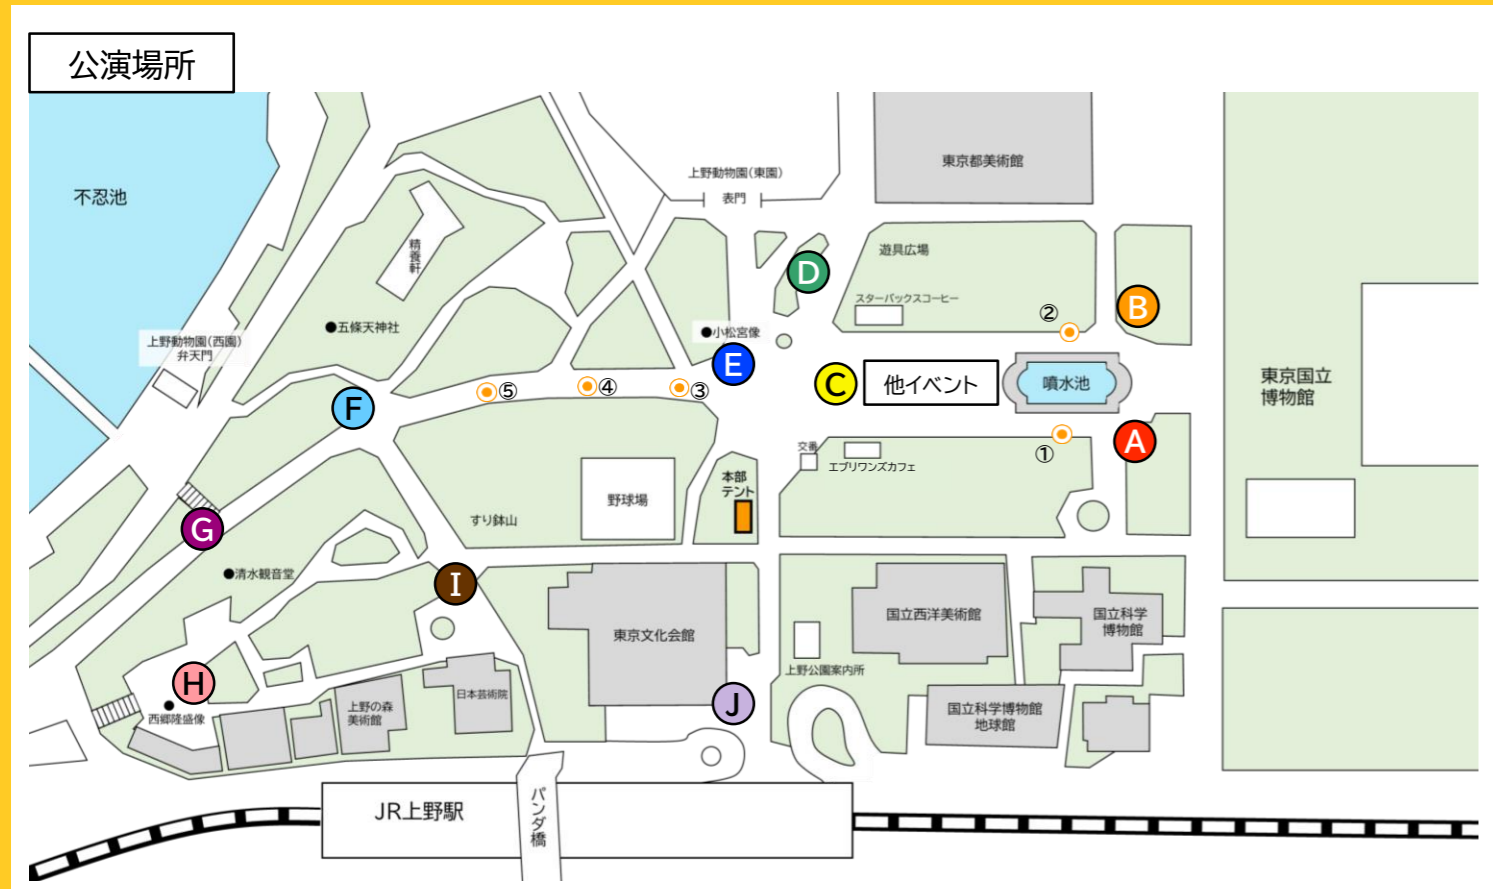 公演場所
不忍池
東京都美術館
上野動物園(東園)
表門
精養軒
遊具広場
D
スターバックスコーヒー
B
②
●五條天神社
●小松宮像
上野動物園(西園)
弁天門
E
C
他イベント
噴水池
東京国立
博物館
⑤
④
③
F
A
①
交番
エブリワンズカフェ
本部
テント
野球場
すり鉢山
G
●清水観音堂
I
東京文化会館
国立西洋美術館
国立科学
博物館
上野公園案内所
H
西郷隆盛像
上野の森
美術館
日本芸術院
J
国立科学博物館
地球館
JR上野駅
パンダ橋